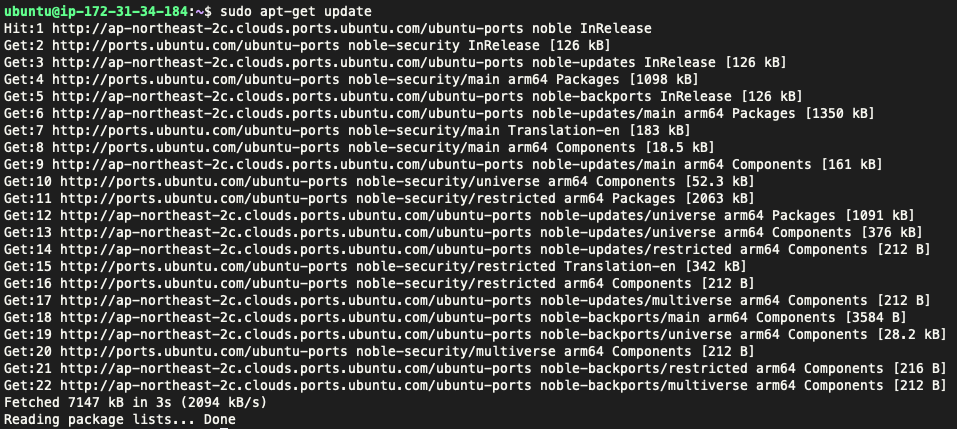 ubuntu@ip-172-31-34-184:~$ sudo apt-get update
Hit:1 http://ap-northeast-2c.clouds.ports.ubuntu.com/ubuntu-ports noble InRelease
Get:2 http://ports.ubuntu.com/ubuntu-ports noble-security InRelease [126 kB]
Get:3 http://ap-northeast-2c.clouds.ports.ubuntu.com/ubuntu-ports noble-updates InRelease [126 kB]
Get:4 http://ports.ubuntu.com/ubuntu-ports noble-security/main arm64 Packages [1098 kB]
Get:5 http://ap-northeast-2c.clouds.ports.ubuntu.com/ubuntu-ports noble-backports InRelease [126 kB]
Get:6 http://ap-northeast-2c.clouds.ports.ubuntu.com/ubuntu-ports noble-updates/main arm64 Packages [1350 kB]
Get:7 http://ports.ubuntu.com/ubuntu-ports noble-security/main Translation-en [183 kB]
Get:8 http://ports.ubuntu.com/ubuntu-ports noble-security/main arm64 Components [18.5 kB]
Get:9 http://ap-northeast-2c.clouds.ports.ubuntu.com/ubuntu-ports noble-updates/main arm64 Components [161 kB]
Get:10 http://ports.ubuntu.com/ubuntu-ports noble-security/universe arm64 Components [52.3 kB]
Get:11 http://ports.ubuntu.com/ubuntu-ports noble-security/restricted arm64 Packages [2063 kB]
Get:12 http://ap-northeast-2c.clouds.ports.ubuntu.com/ubuntu-ports noble-updates/universe arm64 Packages [1091 kB]
Get:13 http://ap-northeast-2c.clouds.ports.ubuntu.com/ubuntu-ports noble-updates/universe arm64 Components [376 kB]
Get:14 http://ap-northeast-2c.clouds.ports.ubuntu.com/ubuntu-ports noble-updates/restricted arm64 Components [212 B]
Get:15 http://ports.ubuntu.com/ubuntu-ports noble-security/restricted Translation-en [342 kB]
Get:16 http://ports.ubuntu.com/ubuntu-ports noble-security/restricted arm64 Components [212 B]
Get:17 http://ap-northeast-2c.clouds.ports.ubuntu.com/ubuntu-ports noble-updates/multiverse arm64 Components [212 B]
Get:18 http://ap-northeast-2c.clouds.ports.ubuntu.com/ubuntu-ports noble-backports/main arm64 Components [3584 B]
Get:19 http://ap-northeast-2c.clouds.ports.ubuntu.com/ubuntu-ports noble-backports/universe arm64 Components [28.2 kB]
Get:20 http://ports.ubuntu.com/ubuntu-ports noble-security/multiverse arm64 Components [212 B]
Get:21 http://ap-northeast-2c.clouds.ports.ubuntu.com/ubuntu-ports noble-backports/restricted arm64 Components [216 B]
Get:22 http://ap-northeast-2c.clouds.ports.ubuntu.com/ubuntu-ports noble-backports/multiverse arm64 Components [212 B]
Fetched 7147 kB in 3s (2094 kB/s)
Reading package lists... Done